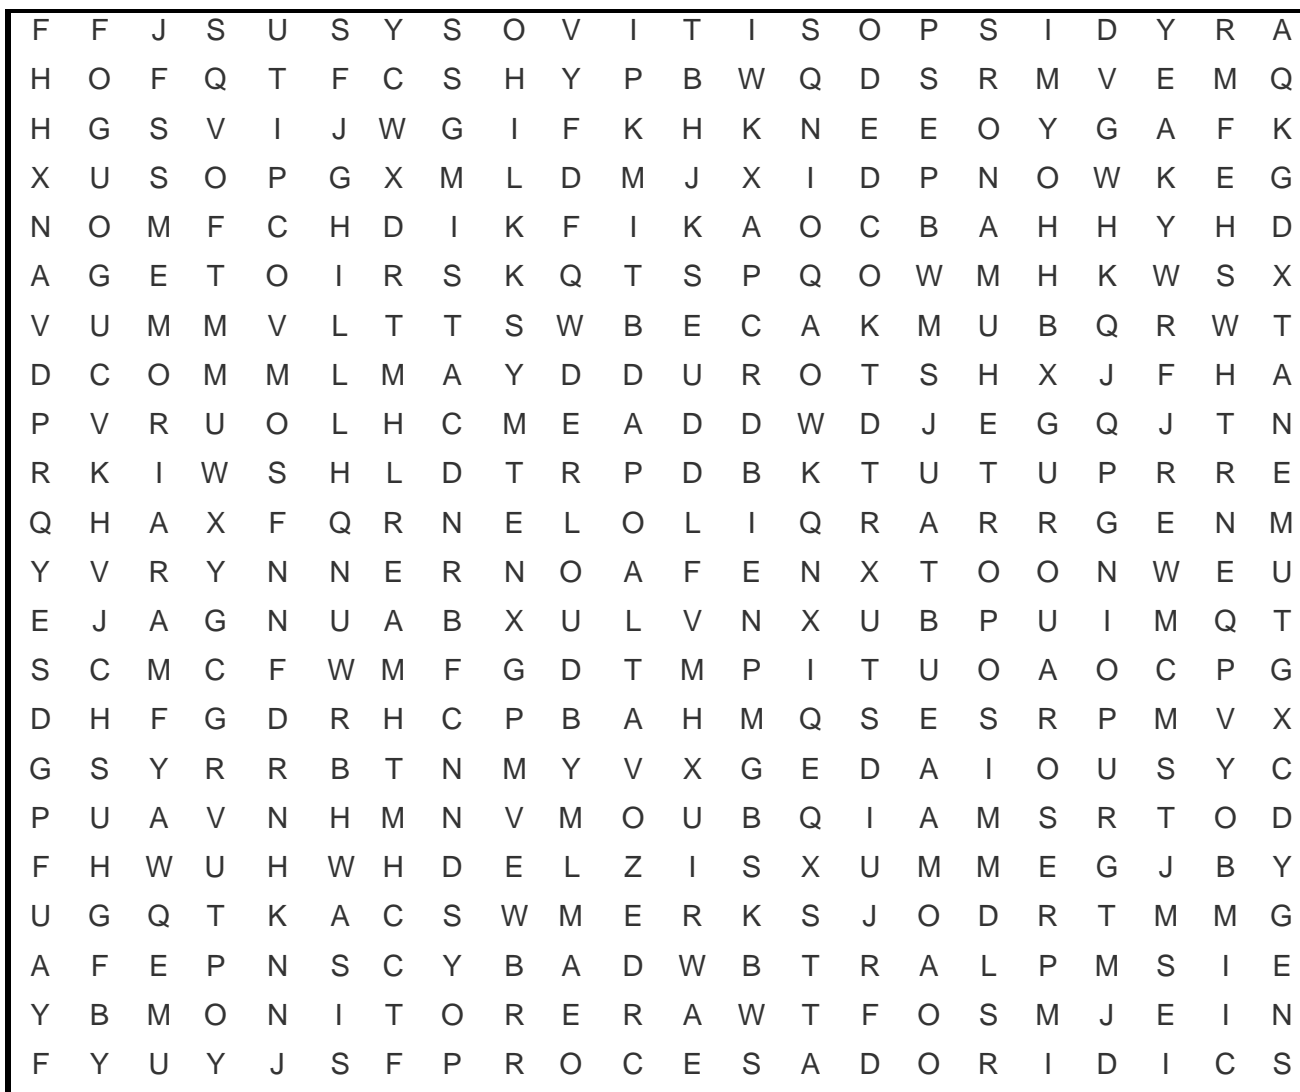 F F J S U S Y S O V I T I S O P S I D Y R A
H O F Q T F C S H Y P B W Q D S R M V E M Q
H G S V I J W G I F K H K N E E O Y G A F K
X U S O P G X M L D M J X I D P N O W K E G
N O M F C H D I K F I K A O C B A H H Y H D
A G E T O I R S K Q T S P Q O W M H K W S X
V U M M V L T T S W B E C A K M U B Q R W T
D C O M M L M A Y D D U R O T S H X J F H A
P V R U O L H C M E A D D W D J E G Q J T N
R K I W S H L D T R P D B K T U T U P R R E
Q H A X F Q R N E L O L I Q R A R R G E N M
Y V R Y N N E R N O A F E N X T O O N W E U
E J A G N U A B X U L V N X U B P U I M Q T
S C M C F W M F G D T M P I T U O A O C P G
D H F G D R H C P B A H M Q S E S R P M V X
G S Y R R B T N M Y V X G E D A I O U S Y C
P U A V N H M N V M O U B Q I A M S R T O D
F H W U H W H D E L Z I S X U M M E G J B Y
U G Q T K A C S W M E R K S J O D R T M M G
A F E P N S C Y B A D W B T R A L P M S I E
Y B M O N I T O R E R A W T F O S M J E I N
F Y U Y J S F P R O C E S A D O R I D I C S